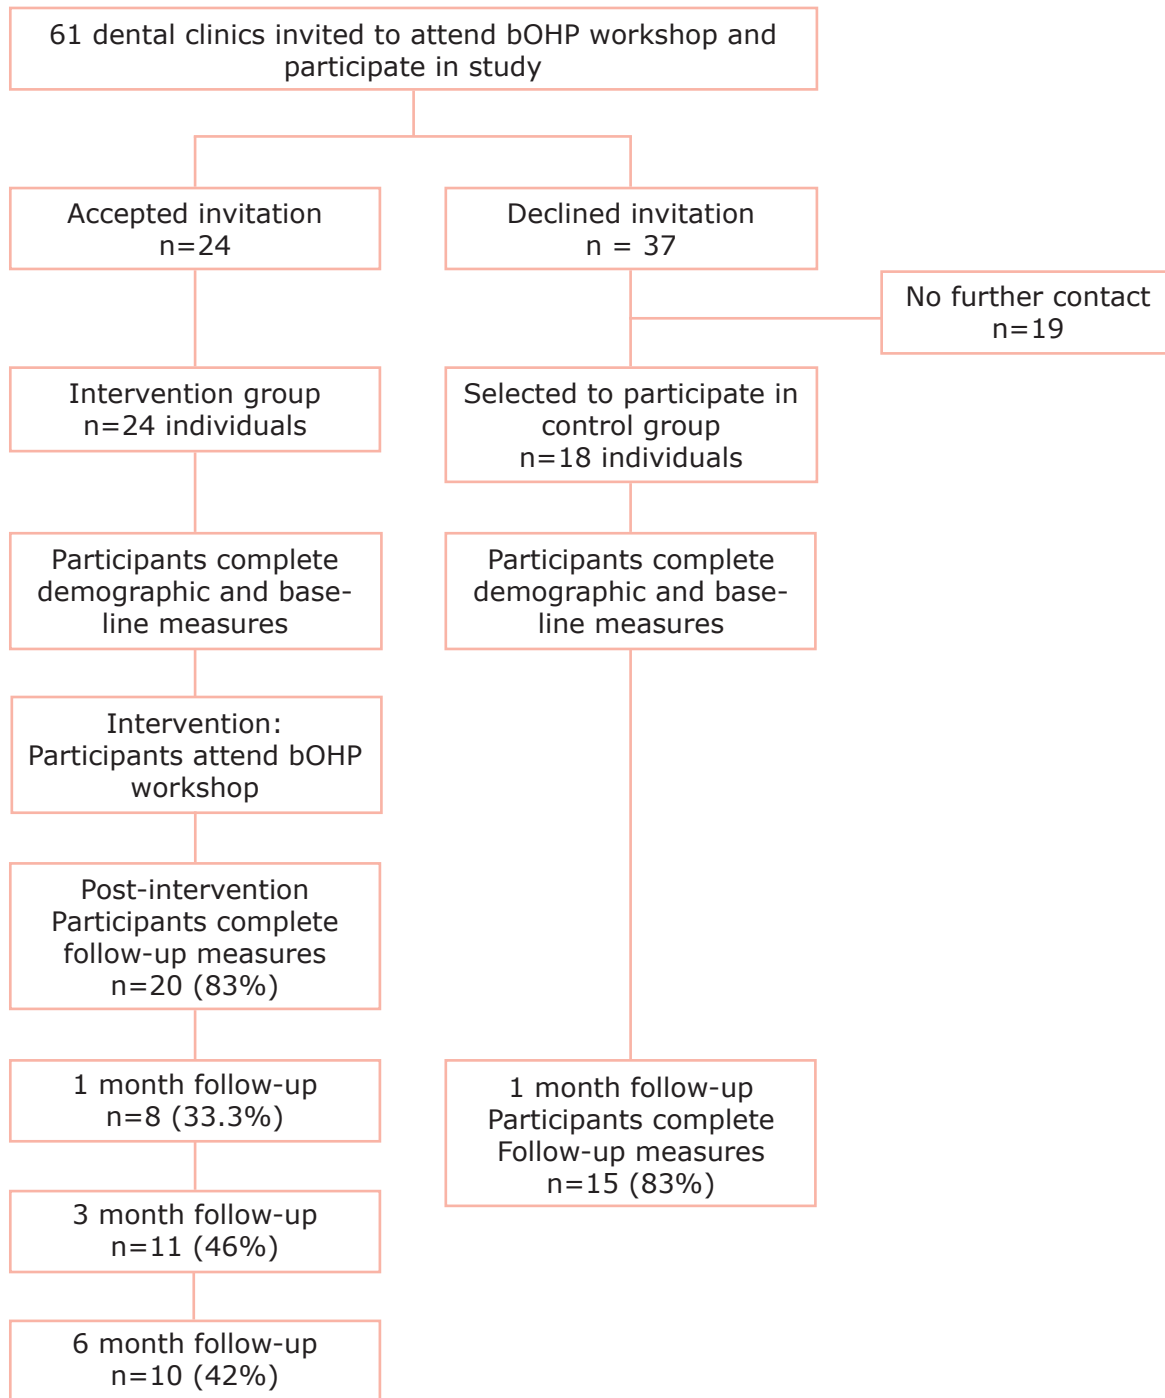 61 dental clinics invited to attend bOHP workshop and
participate in study
Accepted invitation
n=24
Declined invitation
n = 37
No further contact
n=19
Intervention group
n=24 individuals
Selected to participate in
control group
n=18 individuals
Participants complete
demographic and base-
line measures
Participants complete
demographic and base-
line measures
Intervention:
Participants attend bOHP
workshop
Post-intervention
Participants complete
follow-up measures
n=20 (83%)
1 month follow-up
n=8 (33.3%)
1 month follow-up
Participants complete
Follow-up measures
n=15 (83%)
3 month follow-up
n=11 (46%)
6 month follow-up
n=10 (42%)